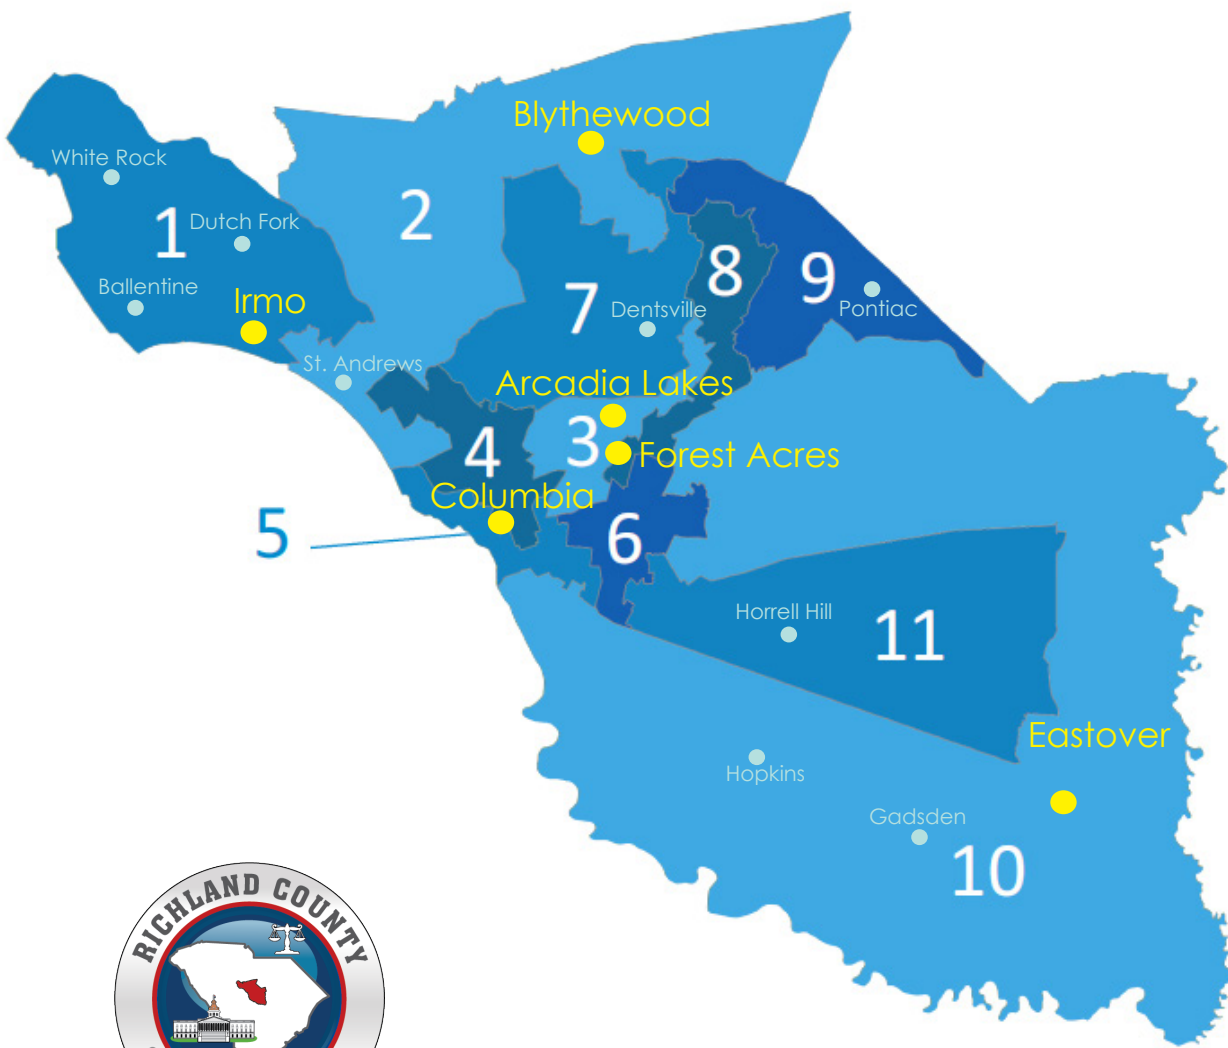 Blythewood
White Rock
1
Dutch Fork
2
Ballentine
Irmo
8
9
7
Dentsville
Pontiac
St. Andrews
Arcadia Lakes
3
4
Forest Acres
Columbia
5
6
Horrell Hill
11
Eastover
Hopkins
Gadsden
10
RICHLAND COUNTY